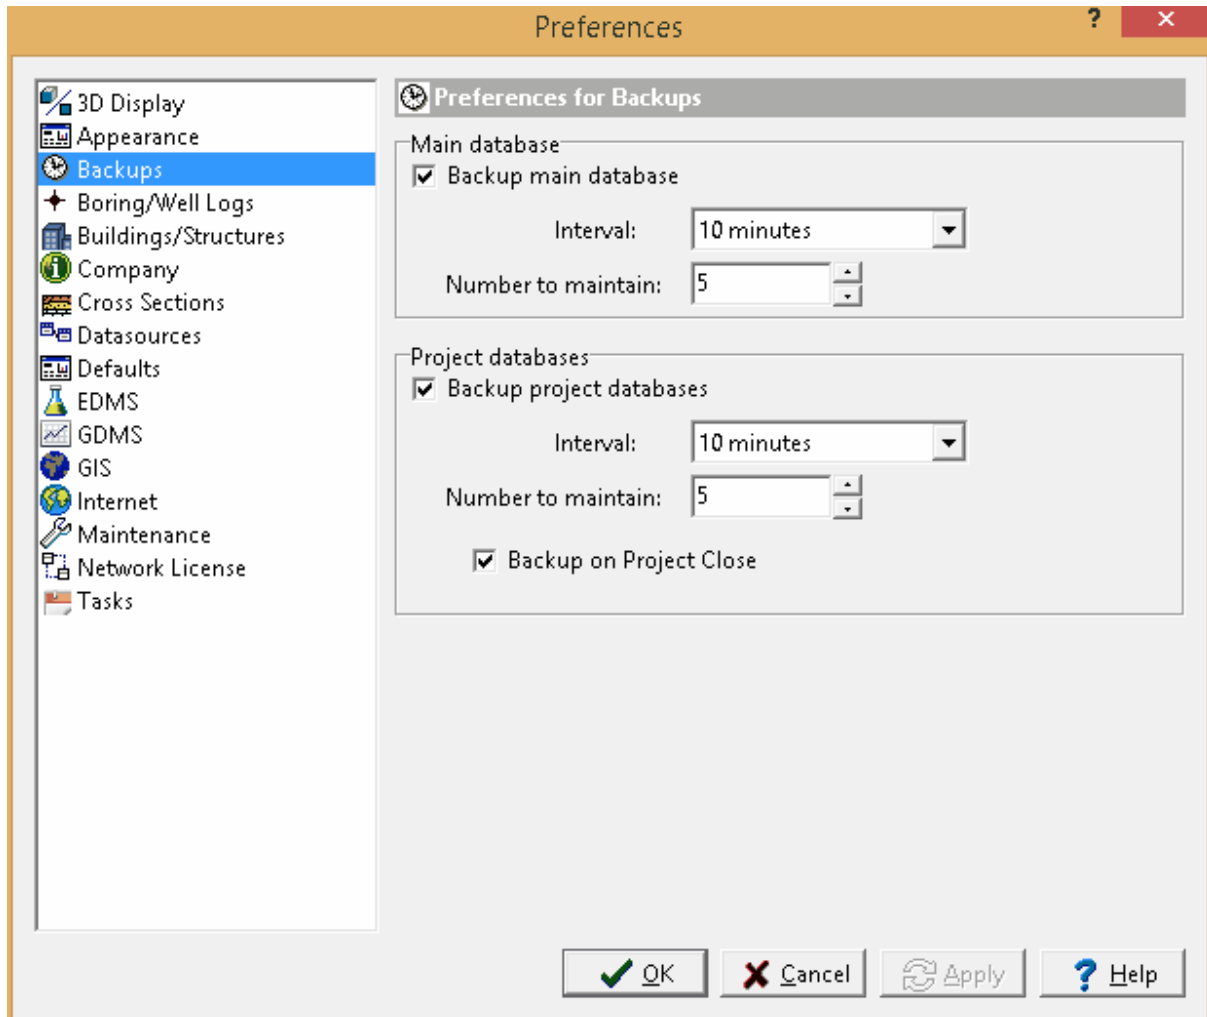 Preferences
?
3D Display
Appearance
Backups
Boring/Well Logs
Buildings/Structures
Company
Cross Sections
Datasources
Defaults
EDMS
GDMS
GIS
Internet
Maintenance
Network License
Tasks
Preferences for Backups
Main database
Backup main database
Interval: 10 minutes
Number to maintain: 5
Project databases
Backup project databases
Interval: 10 minutes
Number to maintain: 5
Backup on Project Close
OK Cancel Apply Help